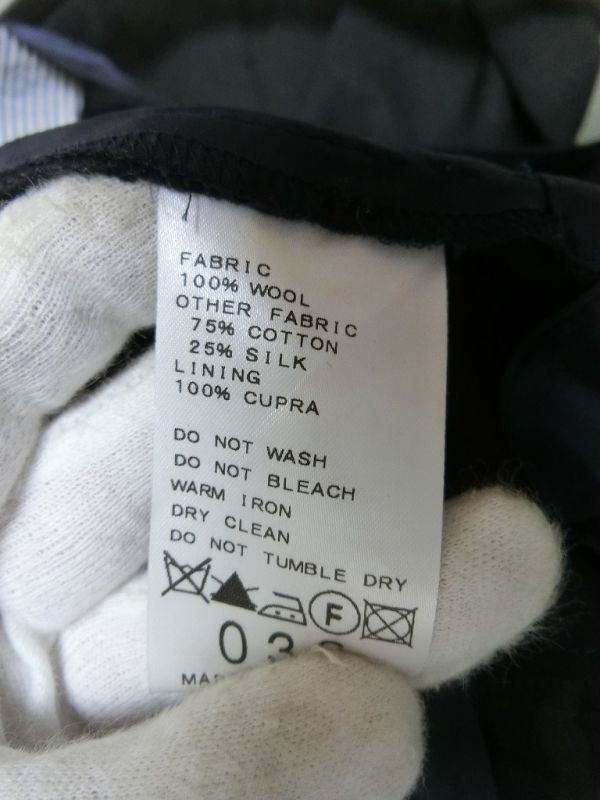 FABRIC
100% WOOL
OTHER FABRIC
75% COTTON
25% SILK
LINING
100% CUPRA
DO NOT WASH
DO NOT BLEACH
WARM IRON
DRY CLEAN
DO NOT TUMBLE DRY
F